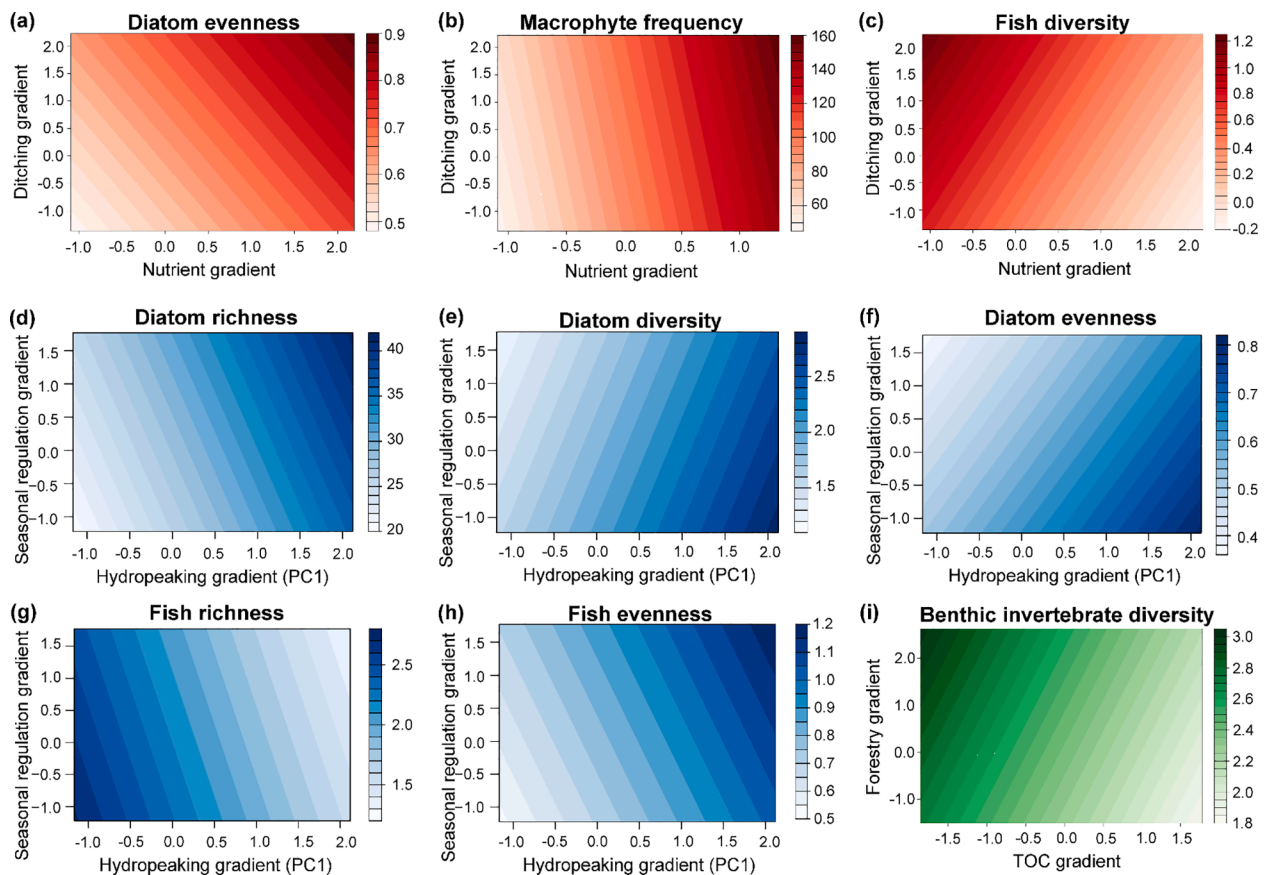 (a) Diatom evenness
Ditching gradient
2.0
1.5
1.0
0.5
0.0
-0.5
-1.0
-1.0 -0.5 0.0 0.5 1.0 1.5 2.0
Nutrient gradient
0.9
0.8
0.7
0.6
0.5
(b) Macrophyte frequency
Ditching gradient
2.0
1.5
1.0
0.5
0.0
-0.5
-1.0
-1.0 -0.5 0.0 0.5 1.0
Nutrient gradient
160
140
120
100
80
60
(c) Fish diversity
Ditching gradient
2.0
1.5
1.0
0.5
0.0
-0.5
-1.0
-1.0 -0.5 0.0 0.5 1.0 1.5 2.0
Nutrient gradient
1.2
1.0
0.8
0.6
0.4
0.2
0.0
-0.2
(d) Diatom richness
Seasonal regulation gradient
1.5
1.0
0.5
0.0
−0.5
−1.0
-1.0 -0.5 0.0 0.5 1.0 1.5 2.0
Hydropeaking gradient (PC1)
40
35
30
25
20
(e) Diatom diversity
Seasonal regulation gradient
1.5
1.0
0.5
0.0
−0.5
−1.0
-1.0 -0.5 0.0 0.5 1.0 1.5 2.0
Hydropeaking gradient (PC1)
2.5
2.0
1.5
(f) Diatom evenness
Seasonal regulation gradient
1.5
1.0
0.5
0.0
−0.5
−1.0
-1.0 -0.5 0.0 0.5 1.0 1.5 2.0
Hydropeaking gradient (PC1)
0.8
0.7
0.6
0.5
0.4
(g) Fish richness
Seasonal regulation gradient
1.5
1.0
0.5
0.0
−0.5
−1.0
-1.0 -0.5 0.0 0.5 1.0 1.5 2.0
Hydropeaking gradient (PC1)
2.5
2.0
1.5
(h) Fish evenness
Seasonal regulation gradient
1.5
1.0
0.5
0.0
−0.5
−1.0
-1.0 -0.5 0.0 0.5 1.0 1.5 2.0
Hydropeaking gradient (PC1)
1.2
1.1
1.0
0.9
0.8
0.7
0.6
0.5
(i) Benthic invertebrate diversity
Forestry gradient
2.0
1.0
0.0
-1.0
-1.5 -1.0 -0.5 0.0 0.5 1.0 1.5
TOC gradient
3.0
2.8
2.6
2.4
2.2
2.0
1.8